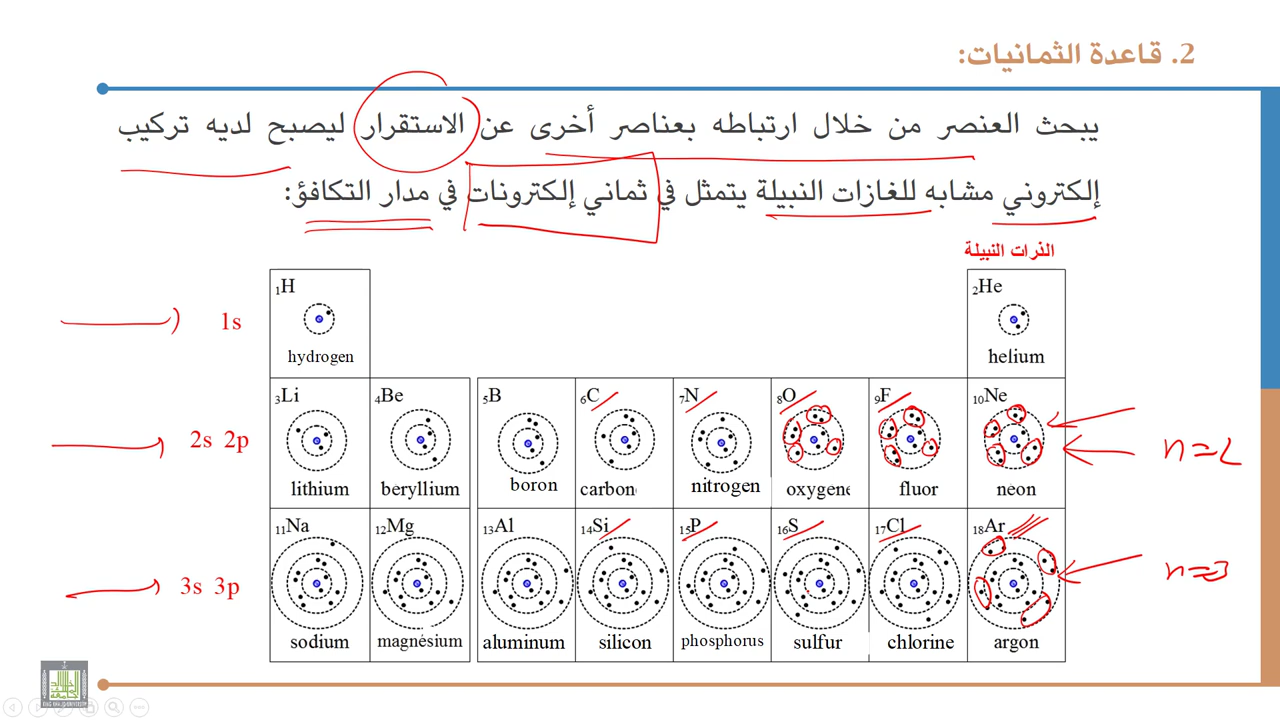 2. قاعدة الثمانيات:
يبحث العنصر من خلال ارتباطه بعناصر أخرى عن الاستقرار ليصبح لديه تركيب
إلكتروني مشابه للغازات النبيلة يتمثل في ثماني إلكترونات في مدار التكافؤ:
الذرات النبيلة
1s
1H
2He
hydrogen
helium
2s 2p
3Li 4Be 5B 6C 7N 8O 9F 10Ne
n=2
lithium beryllium boron carbon nitrogen oxygene fluor neon
3s 3p
11Na 12Mg 13Al 14Si 15P 16S 17Cl 18Ar
n=3
sodium magnésium aluminum silicon phosphorus sulfur chlorine argon